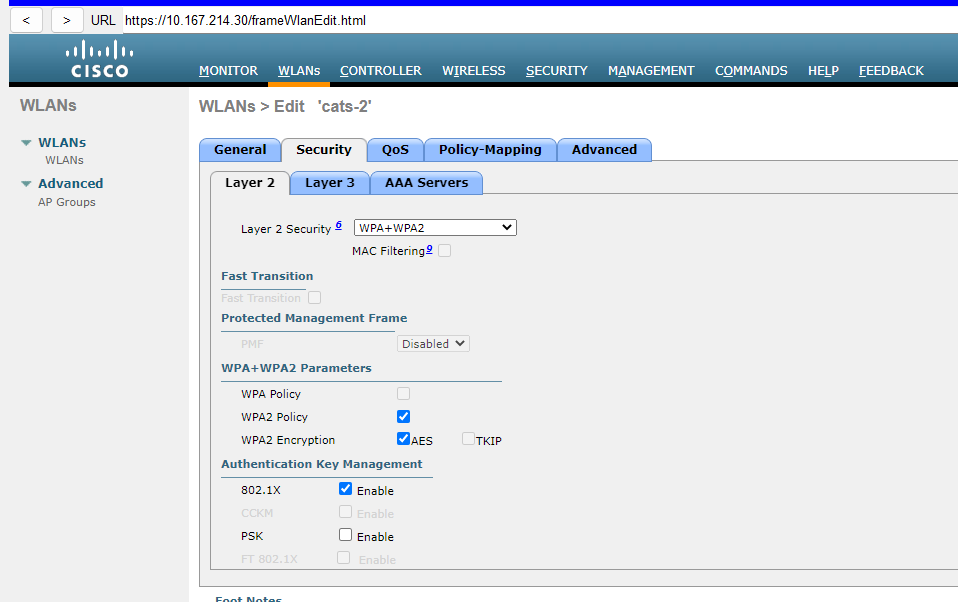 < > URL https://10.167.214.30/frameWlanEdit.html
CISCO
MONITOR WLANs CONTROLLER WIRELESS SECURITY MANAGEMENT COMMANDS HELP FEEDBACK
WLANs
WLANs
WLANs
Advanced
AP Groups
WLANs > Edit 'cats-2'
General Security QoS Policy-Mapping Advanced
Layer 2 Layer 3 AAA Servers
Layer 2 Security 6 WPA+WPA2
MAC Filtering 9
Fast Transition
Fast Transition
Protected Management Frame
PMF Disabled
WPA+WPA2 Parameters
WPA Policy
WPA2 Policy
WPA2 Encryption AES TKIP
Authentication Key Management
802.1X Enable
CCKM Enable
PSK Enable
FT 802.1X Enable
Foot Notes